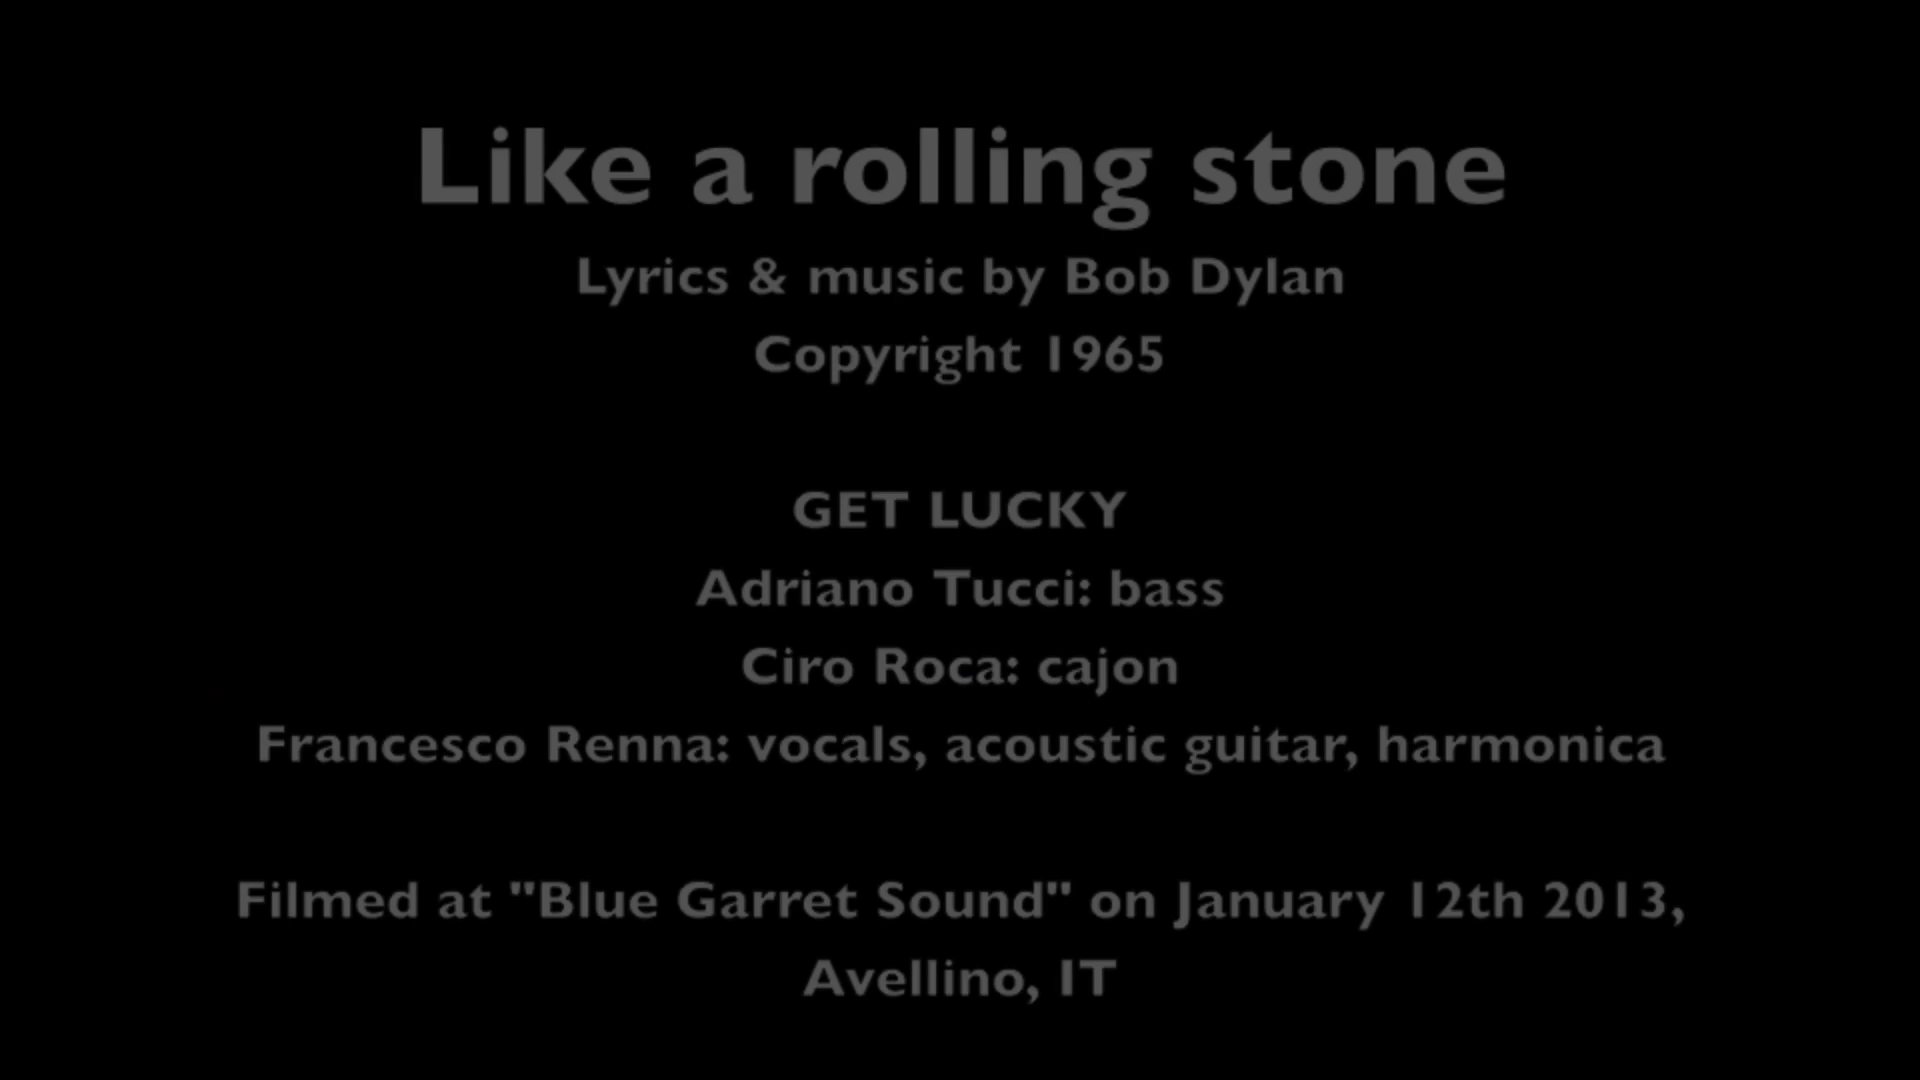 Like a rolling stone
Lyrics & music by Bob Dylan
Copyright 1965
GET LUCKY
Adriano Tucci: bass
Ciro Roca: cajon
Francesco Renna: vocals, acoustic guitar, harmonica
Filmed at "Blue Garret Sound" on January 12th 2013,
Avellino, IT